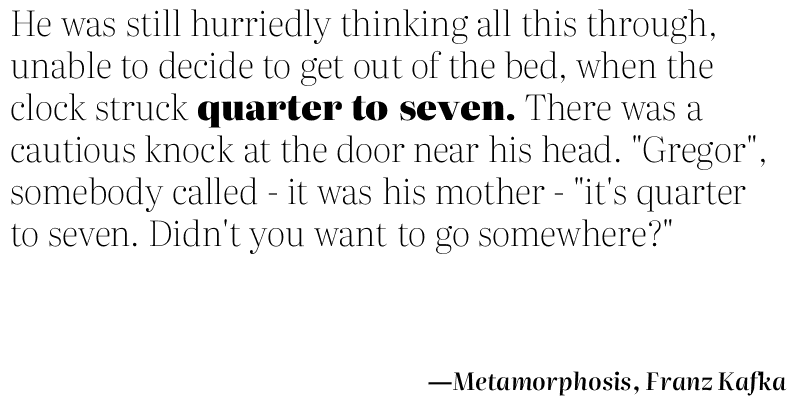 He was still hurriedly thinking all this through,
unable to decide to get out of the bed, when the
clock struck quarter to seven. There was a
cautious knock at the door near his head. "Gregor",
somebody called - it was his mother - "it's quarter
to seven. Didn't you want to go somewhere?"
—Metamorphosis, Franz Kafka